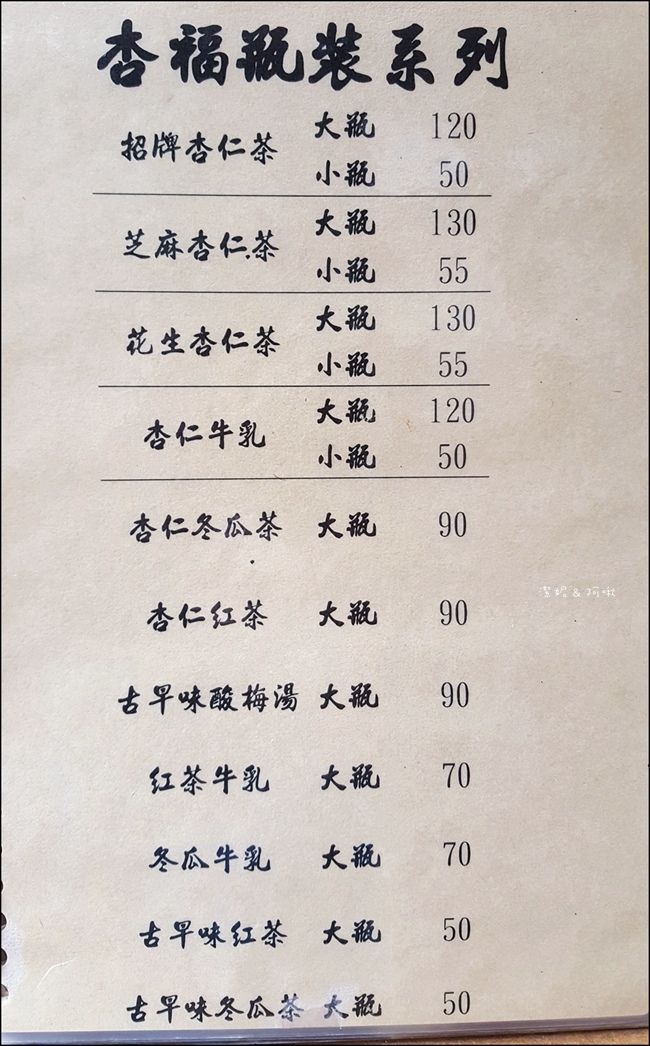 杏福瓶裝系列
招牌杏仁茶 大瓶 120
小瓶 50
芝麻杏仁茶 大瓶 130
小瓶 55
花生杏仁茶 大瓶 130
小瓶 55
杏仁牛乳 大瓶 120
小瓶 50
杏仁冬瓜茶 大瓶 90
杏仁紅茶 大瓶 90
古早味酸梅湯 大瓶 90
紅茶牛乳 大瓶 70
冬瓜牛乳 大瓶 70
古早味紅茶 大瓶 50
古早味冬瓜茶 大瓶 50